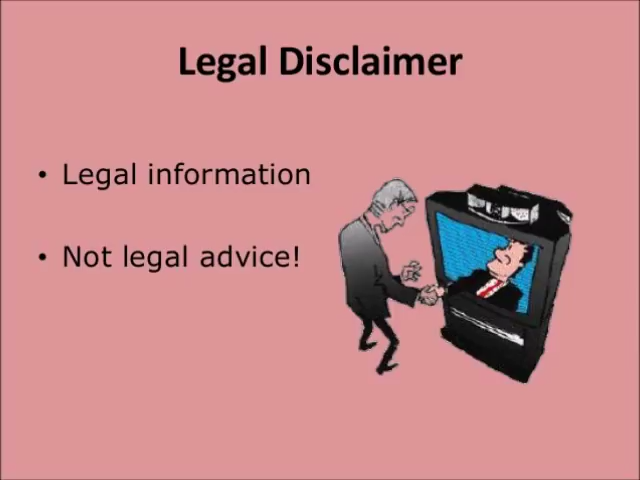 Legal Disclaimer
• Legal information
• Not legal advice!